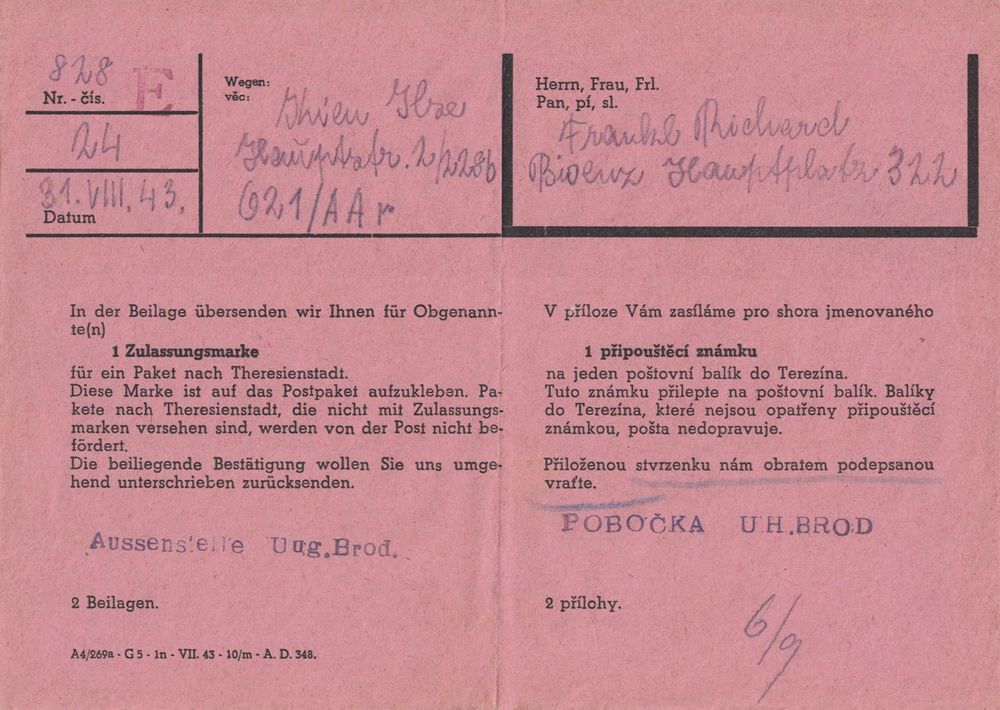 828
Nr. - čís. E
24
31. VIII. 43.
Datum
Wegen:
věc:
Ilse
Hauptstr. 2/228b
621/AAr
Herrn, Frau, Frl.
Pan, pí, sl.
Richard
Hauptplatz 322
In der Beilage übersenden wir Ihnen für Obgenann-
te(n)
1 Zulassungsmarke
für ein Paket nach Theresienstadt.
Diese Marke ist auf das Postpaket aufzukleben. Pa-
kete nach Theresienstadt, die nicht mit Zulassungs-
marken versehen sind, werden von der Post nicht be-
fördert.
Die beiliegende Bestätigung wollen Sie uns umge-
hend unterschrieben zurücksenden.
Aussenstelle Ung.Brod.
2 Beilagen.
A4/269a - G 5 - 1n - VII. 43 - 10/m - A. D. 348.
V příloze Vám zasíláme pro shora jmenovaného
1 připouštěcí známku
na jeden poštovní balík do Terezína.
Tuto známku přilepte na poštovní balík. Balíky
do Terezína, které nejsou opatřeny připouštěcí
známkou, pošta nedopravuje.
Přiloženou stvrzenku nám obratem podepsanou
vraťte.
POBOČKA UH.BROD
2 přílohy.
6/9